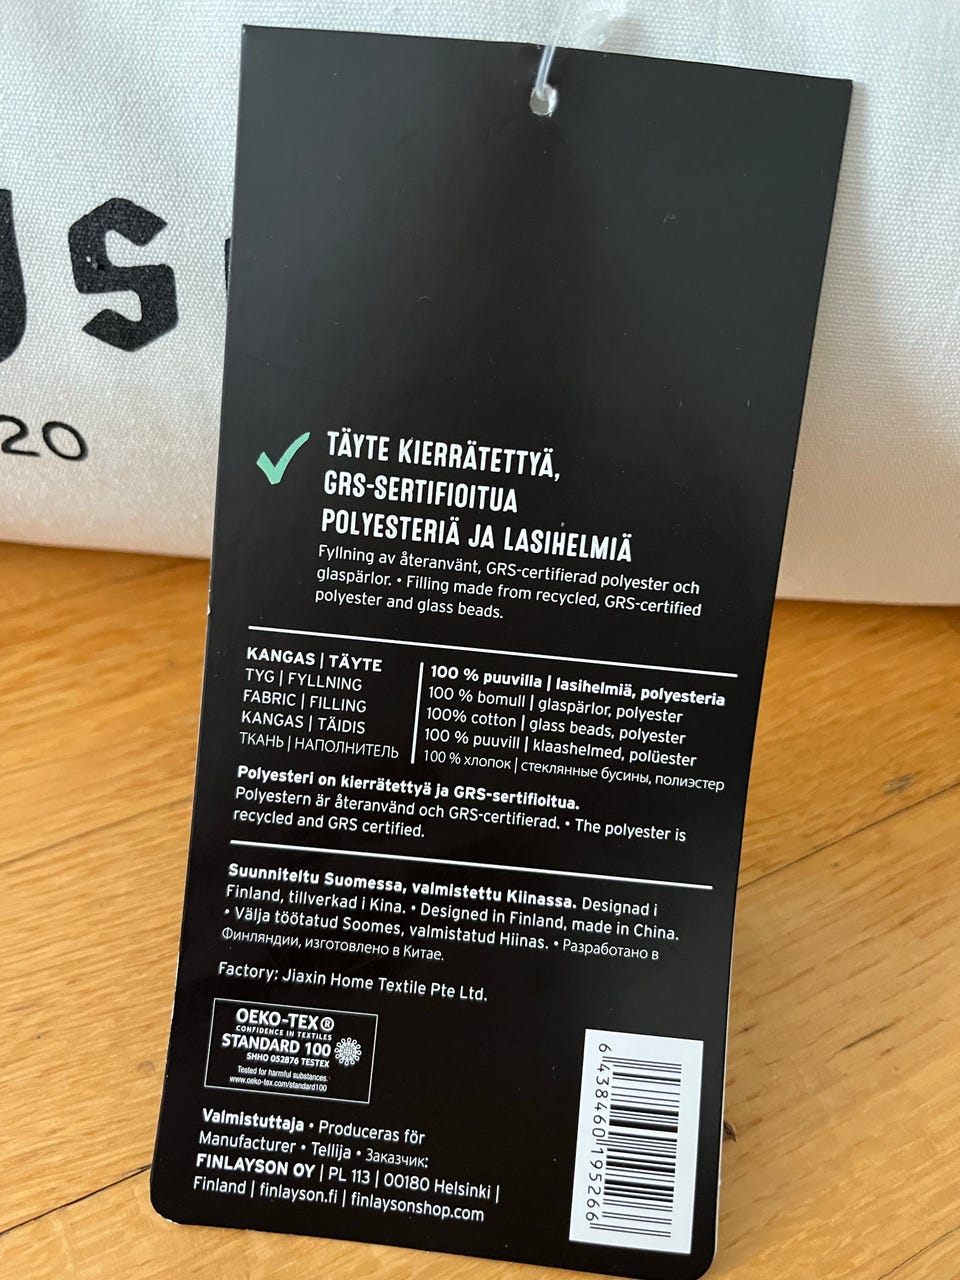 us
20
TÄYTE KIERRÄTETTYÄ,
GRS-SERTIFIOITUA
POLYESTERIÄ JA LASIHELMIÄ
Fyllning av återanvänt, GRS-certifierad polyester och
glaspärlor. • Filling made from recycled, GRS-certified
polyester and glass beads.
KANGAS | TÄYTE
TYG | FYLLNING
FABRIC | FILLING
KANGAS | TÄIDIS
ТКАНЬ | НАПОЛНИТЕЛЬ
100 % puuvilla | lasihelmiä, polyesteria
100 % bomull | glaspärlor, polyester
100% cotton | glass beads, polyester
100 % puuvill | klaashelmed, polüester
100 % хлопок | стеклянные бусины, полиэстер
Polyesteri on kierrätettyä ja GRS-sertifioitua.
Polyestern är återanvänd och GRS-certifierad. • The polyester is
recycled and GRS certified.
Suunniteltu Suomessa, valmistettu Kiinassa. Designad i
Finland, tillverkad i Kina. • Designed in Finland, made in China.
• Välja töötatud Soomes, valmistatud Hiinas. • Разработано в
Финляндии, изготовлено в Китае.
Factory: Jiaxin Home Textile Pte Ltd.
OEKO-TEX®
CONFIDENCE IN TEXTILES
STANDARD 100
SHHO 052876 TESTEX
Tested for harmful substances.
www.oeko-tex.com/standard100
Valmistuttaja • Produceras för
Manufacturer • Tellija • Заказчик:
FINLAYSON OY | PL 113 | 00180 Helsinki |
Finland | finlayson.fi | finlaysonshop.com
6 438460 195266